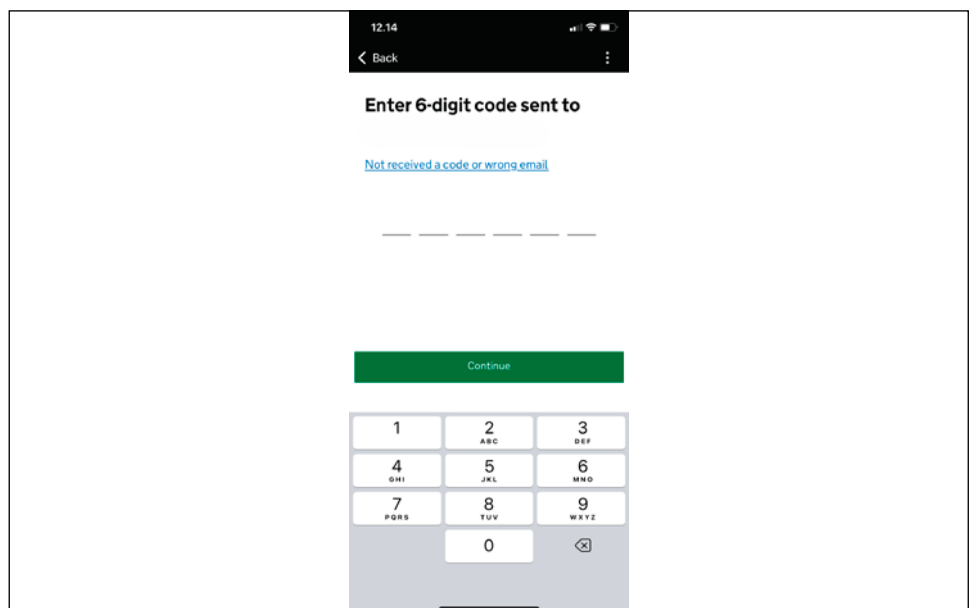 12.14
Back
Enter 6-digit code sent to
Not received a code or wrong email
Continue
1 2 3
ABC DEF
4 5 6
GHI JKL MNO
7 8 9
PQRS TUV WXYZ
0